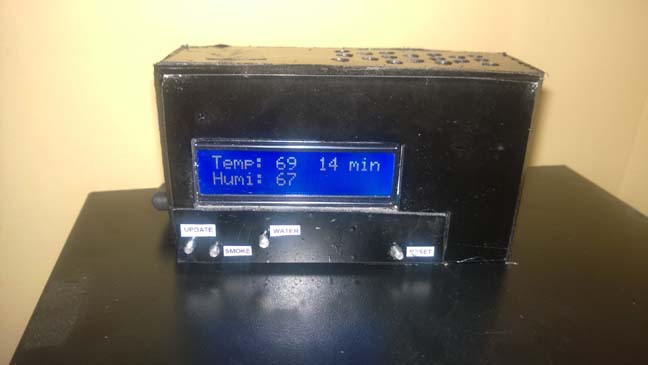 Temp: 69 14 min
Humi: 67
UPDATE
SMOKE
WATER
RESET